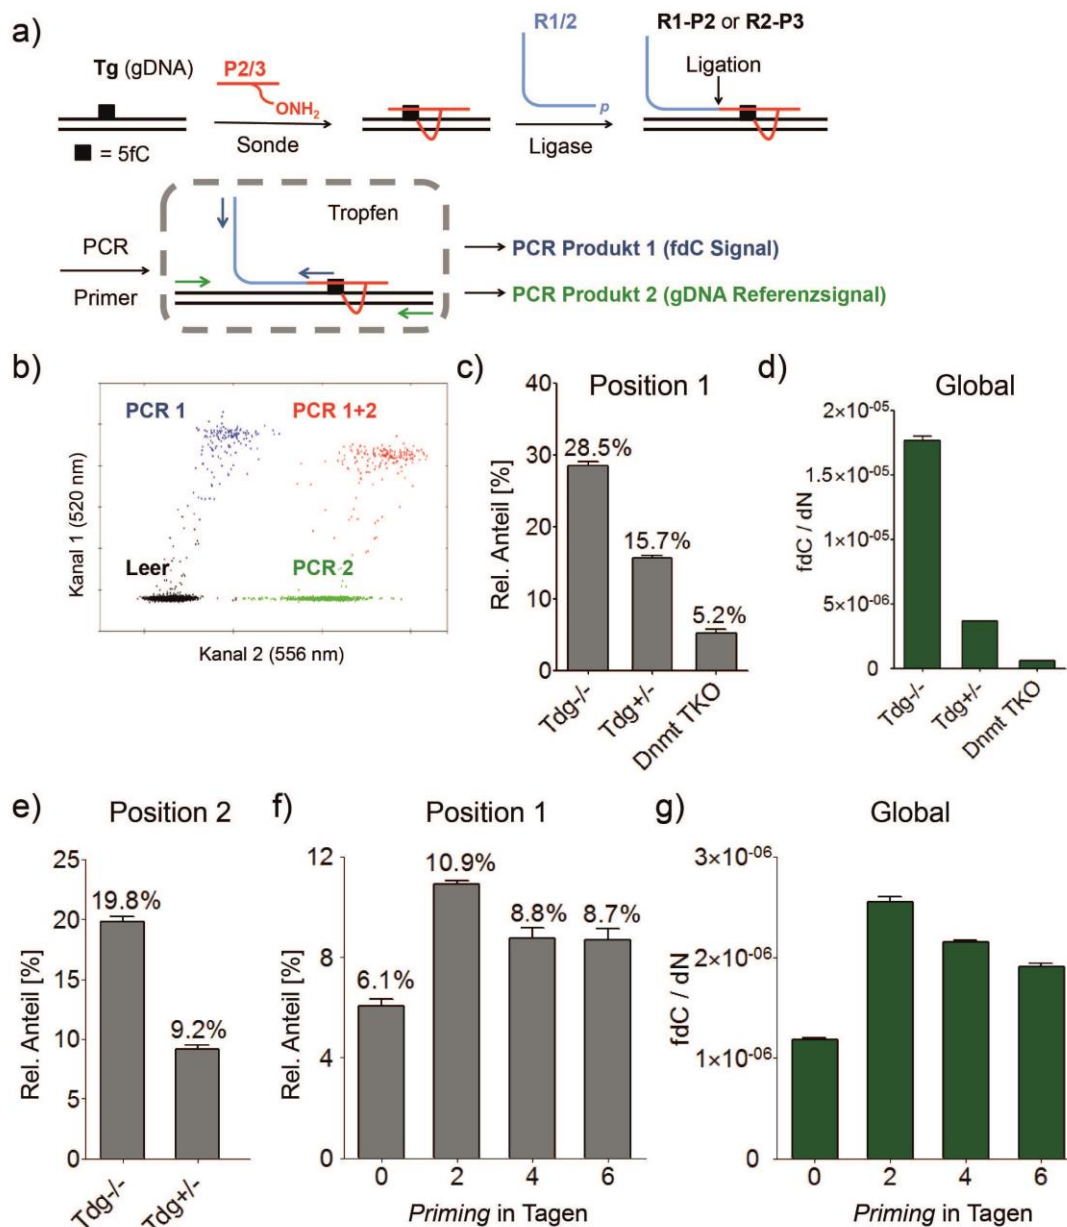 a)
Tg (gDNA)
P2/3
ONH₂
Sonde
■ = 5fC
R1/2
p
Ligase
R1-P2 or R2-P3
Ligation
PCR
Primer
Tropfen
PCR Produkt 1 (fdC Signal)
PCR Produkt 2 (gDNA Referenzsignal)
b)
PCR 1
PCR 1+2
Leer
PCR 2
Kanal 1 (520 nm)
Kanal 2 (556 nm)
c)
Position 1
Rel. Anteil [%]
40
30
20
10
0
28.5%
15.7%
5.2%
Tdg-/-
Tdg+/-
Dnmt TKO
d)
Global
fdC / dN
2×10⁻⁰⁵
1.5×10⁻⁰⁵
1×10⁻⁰⁵
5×10⁻⁰⁶
0
Tdg-/-
Tdg+/-
Dnmt TKO
e)
Position 2
Rel. Anteil [%]
25
20
15
10
5
0
19.8%
9.2%
Tdg-/-
Tdg+/-
f)
Position 1
Rel. Anteil [%]
12
8
4
0
6.1%
10.9%
8.8%
8.7%
0 2 4 6
Priming in Tagen
g)
Global
fdC / dN
3×10⁻⁰⁶
2×10⁻⁰⁶
1×10⁻⁰⁶
0
0 2 4 6
Priming in Tagen